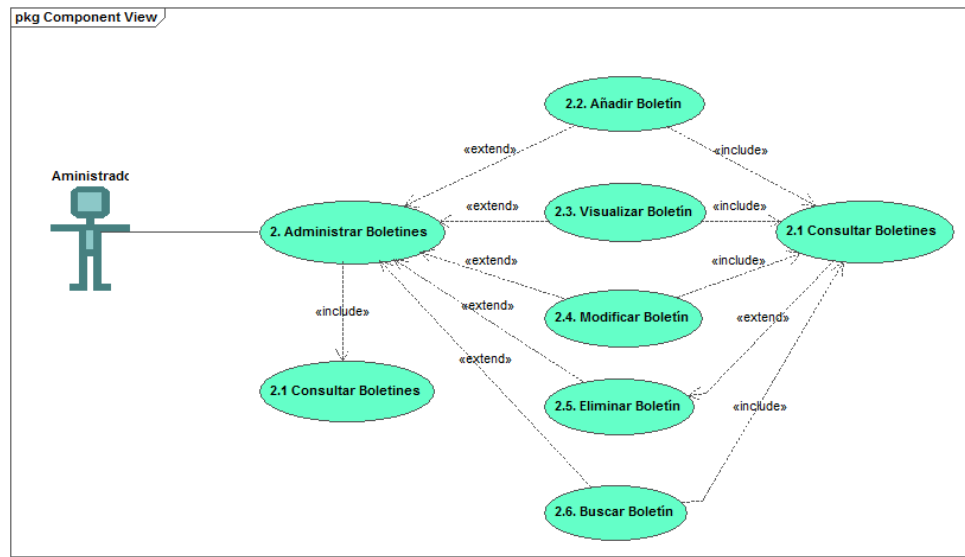 pkg Component View
2.2. Añadir Boletín
«extend»
«include»
Aministrado
2.3. Visualizar Boletín
«extend»
«include»
2. Administrar Boletines
2.1 Consultar Boletines
«extend»
«include»
2.4. Modificar Boletín
«include»
«extend»
«extend»
2.1 Consultar Boletines
«extend»
2.5. Eliminar Boletín
«include»
2.6. Buscar Boletín